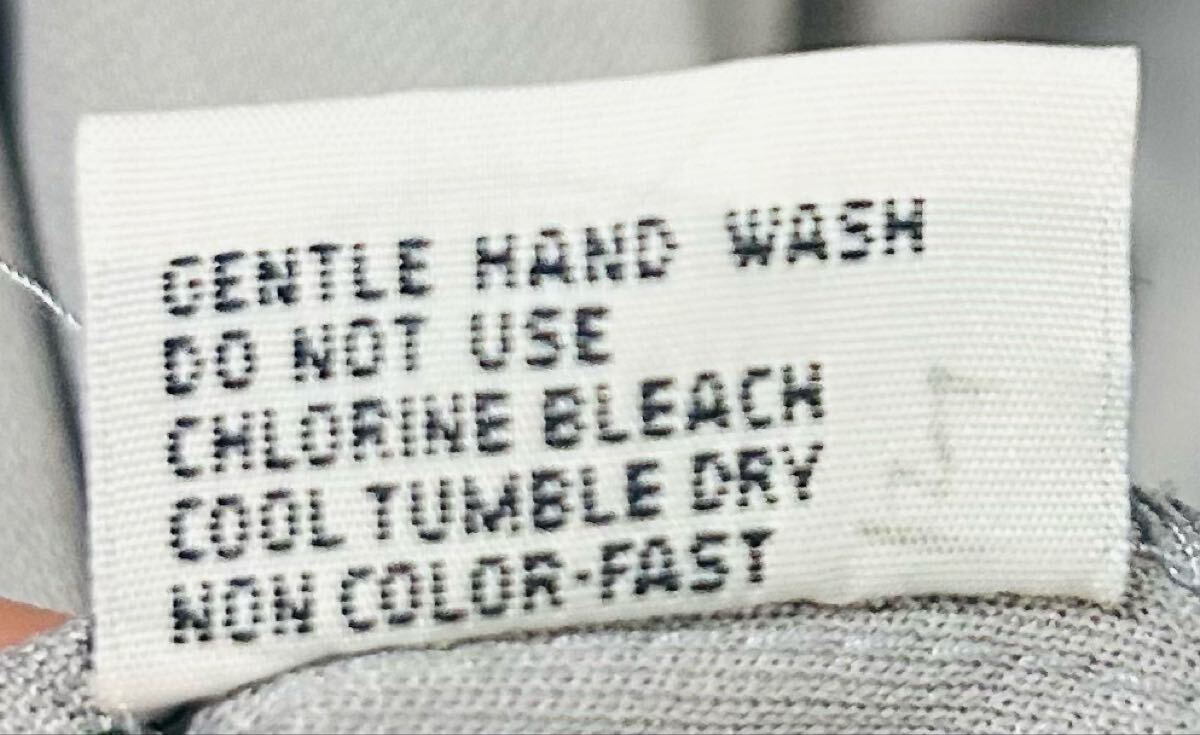 GENTLE HAND WASH
DO NOT USE
CHLORINE BLEACH
COOL TUMBLE DRY
NON COLOR-FAST